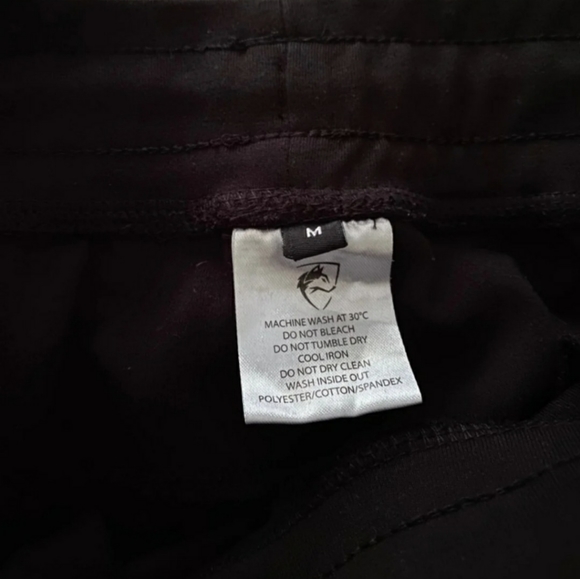 M
MACHINE WASH AT 30°C
DO NOT BLEACH
DO NOT TUMBLE DRY
COOL IRON
DO NOT DRY CLEAN
WASH INSIDE OUT
POLYESTER/COTTON/SPANDEX